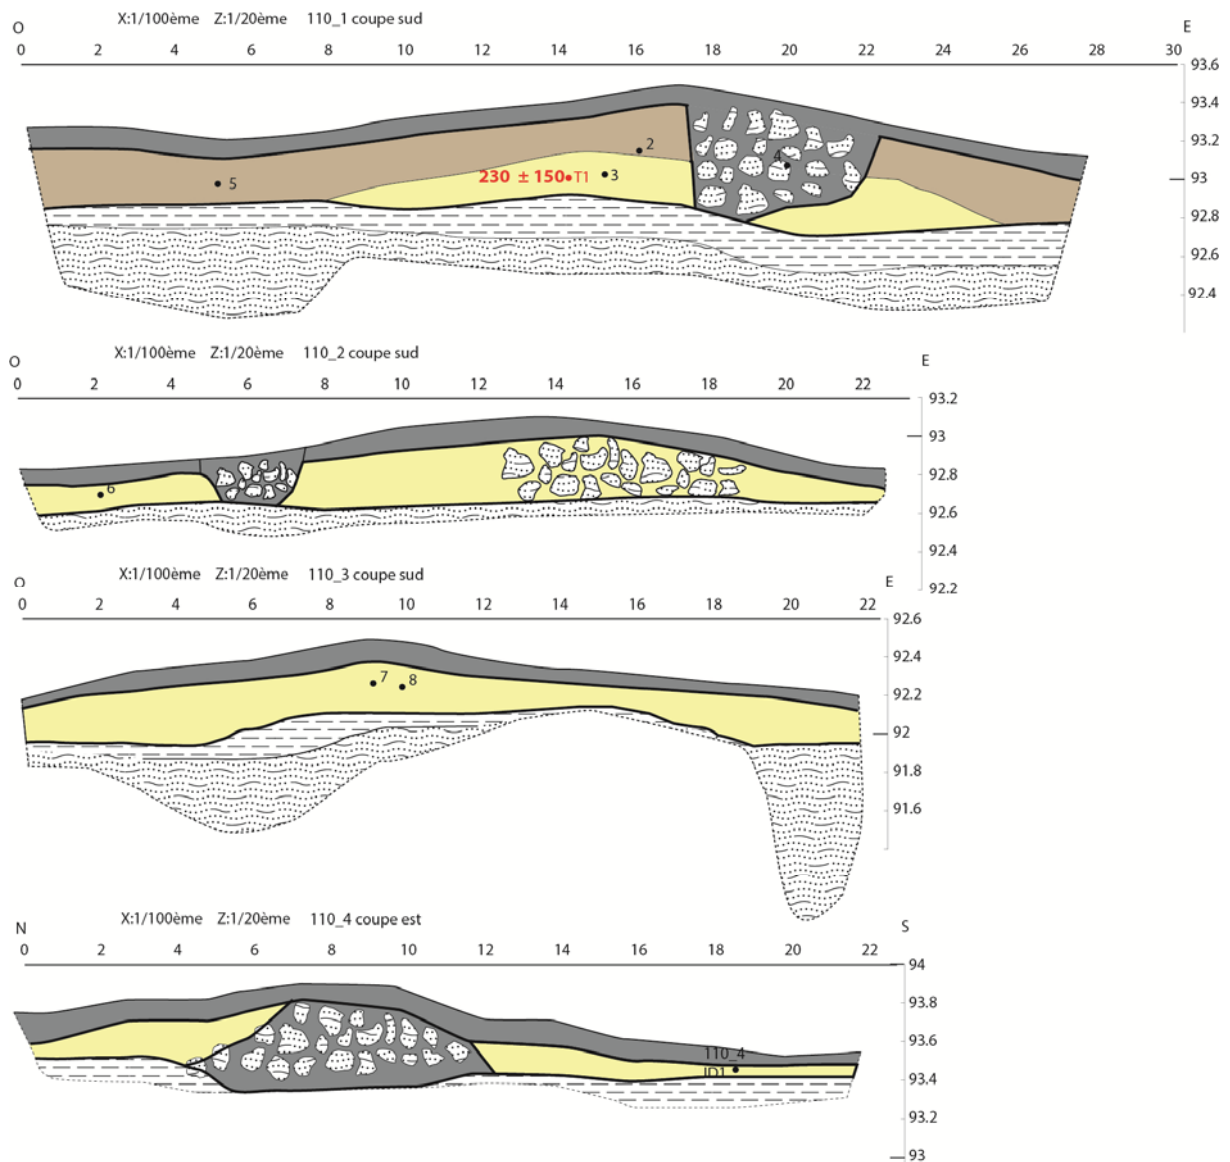 X:1/100ème Z:1/20ème 110_1 coupe sud
O E
0 2 4 6 8 10 12 14 16 18 20 22 24 26 28 30
93.6
93.4
93.2
93
92.8
92.6
92.4
2
4
230 ± 150 T1 3
5
X:1/100ème Z:1/20ème 110_2 coupe sud
O E
0 2 4 6 8 10 12 14 16 18 20 22
93.2
93
92.8
92.6
92.4
92.2
6
X:1/100ème Z:1/20ème 110_3 coupe sud
O E
0 2 4 6 8 10 12 14 16 18 20 22
92.6
92.4
92.2
92
91.8
91.6
7 8
X:1/100ème Z:1/20ème 110_4 coupe est
N S
0 2 4 6 8 10 12 14 16 18 20 22
94
93.8
93.6
93.4
93.2
93
110_4
ID1